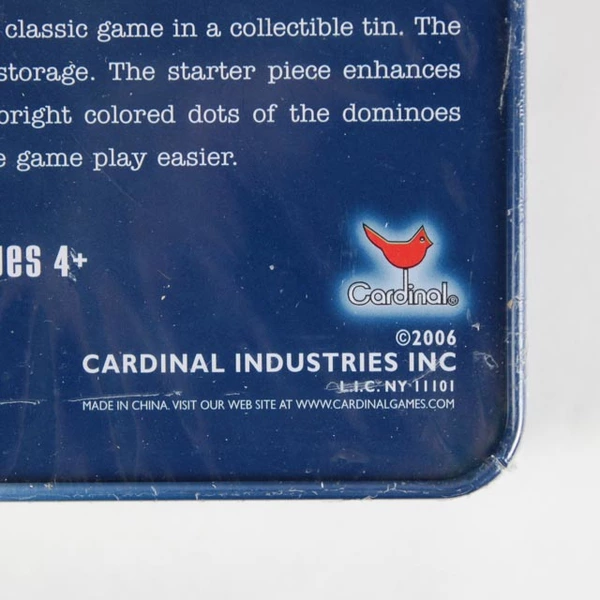 classic game in a collectible tin. The
storage. The starter piece enhances
bright colored dots of the dominoes
game play easier.
4+
Cardinal®
©2006
CARDINAL INDUSTRIES INC
L.I.C. NY 11101
MADE IN CHINA. VISIT OUR WEB SITE AT WWW.CARDINALGAMES.COM